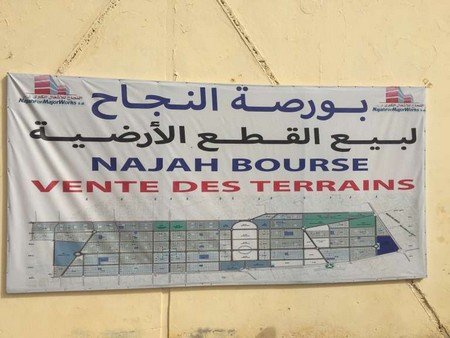 بورصة النجاح
لبيع القطع الأرضية
NAJAH BOURSE
VENTE DES TERRAINS